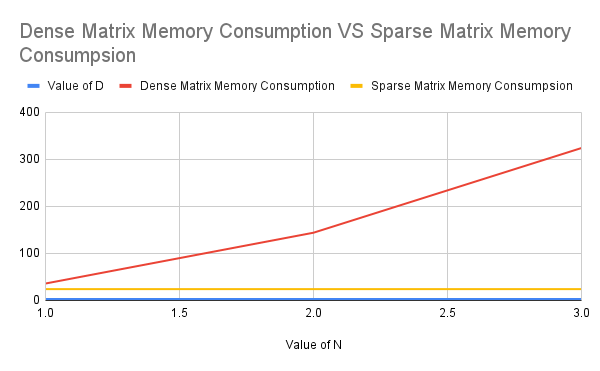 Dense Matrix Memory Consumption VS Sparse Matrix Memory
Consumpsion
Value of D Dense Matrix Memory Consumption Sparse Matrix Memory Consumpsion
400
300
200
100
0
1.0 1.5 2.0 2.5 3.0
Value of N